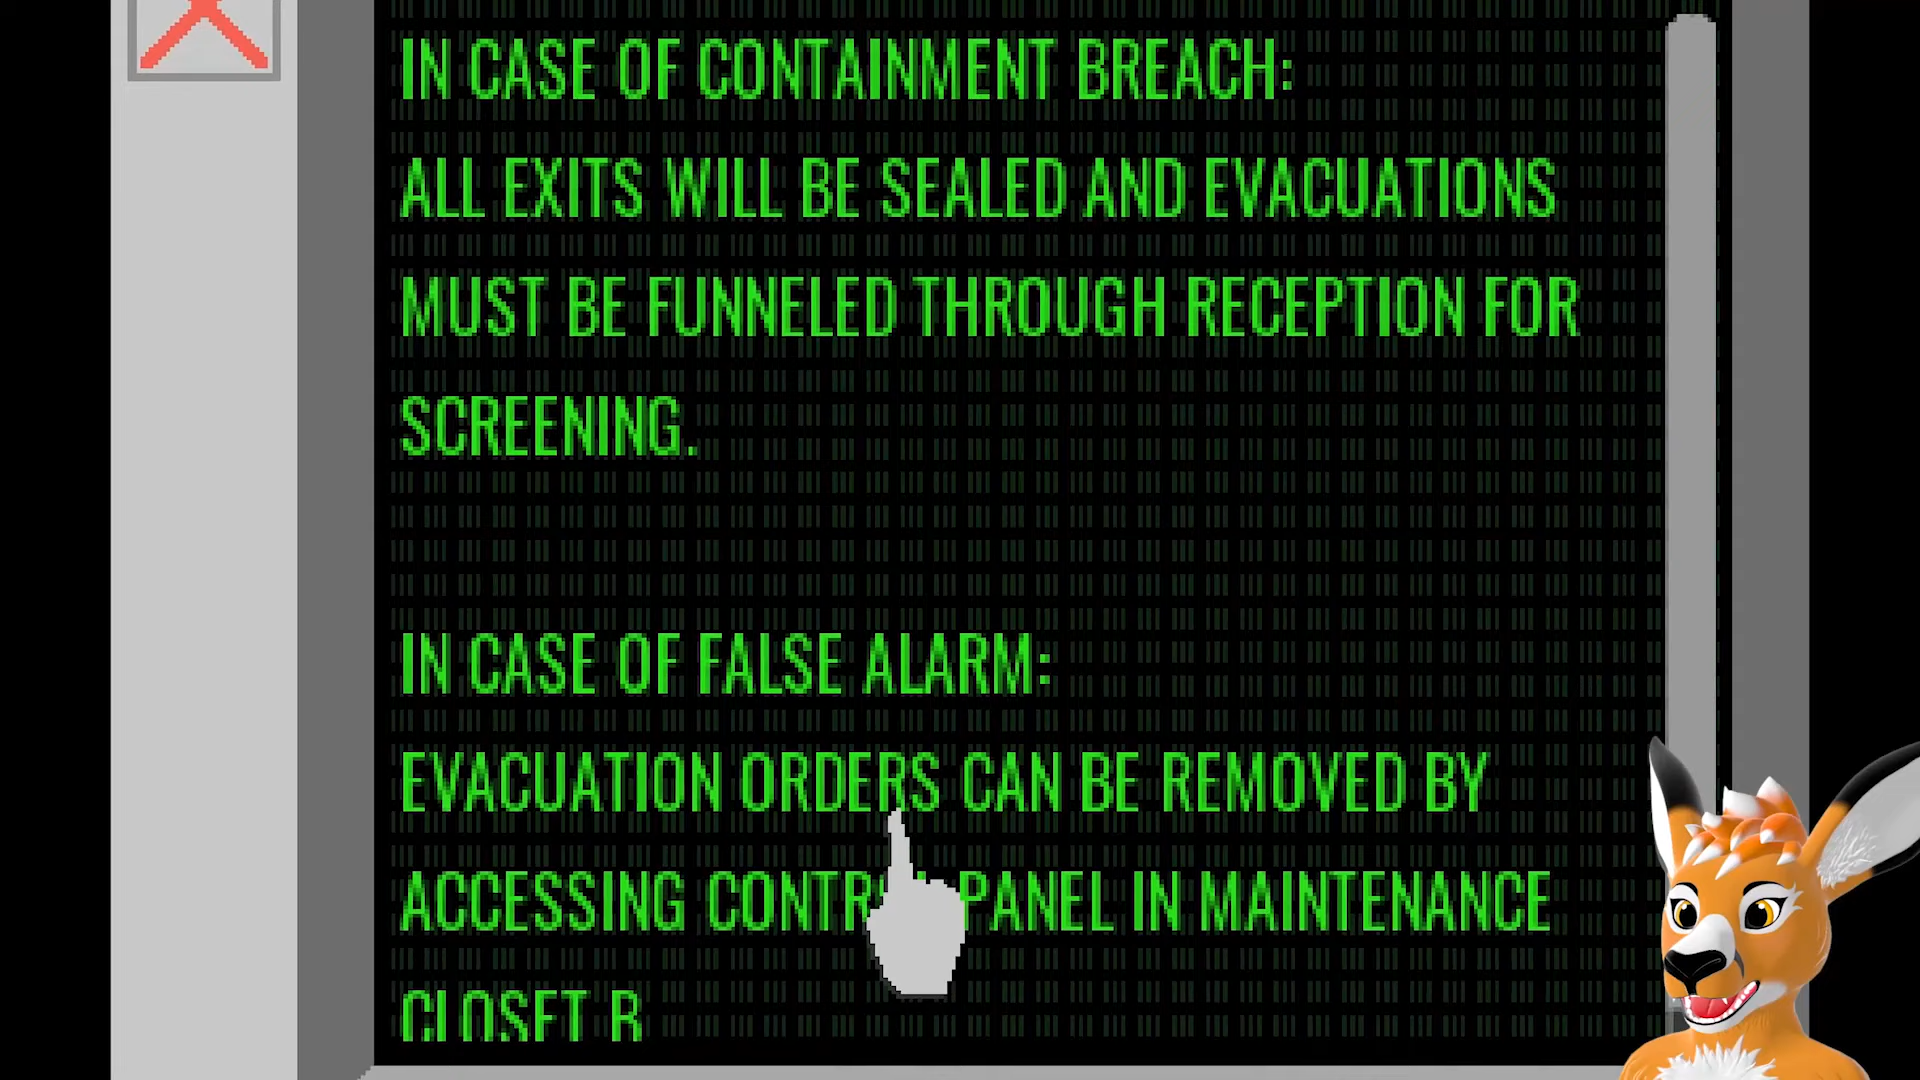 IN CASE OF CONTAINMENT BREACH:
ALL EXITS WILL BE SEALED AND EVACUATIONS
MUST BE FUNNELED THROUGH RECEPTION FOR
SCREENING.
IN CASE OF FALSE ALARM:
EVACUATION ORDERS CAN BE REMOVED BY
ACCESSING CONTROL PANEL IN MAINTENANCE
CLOSET